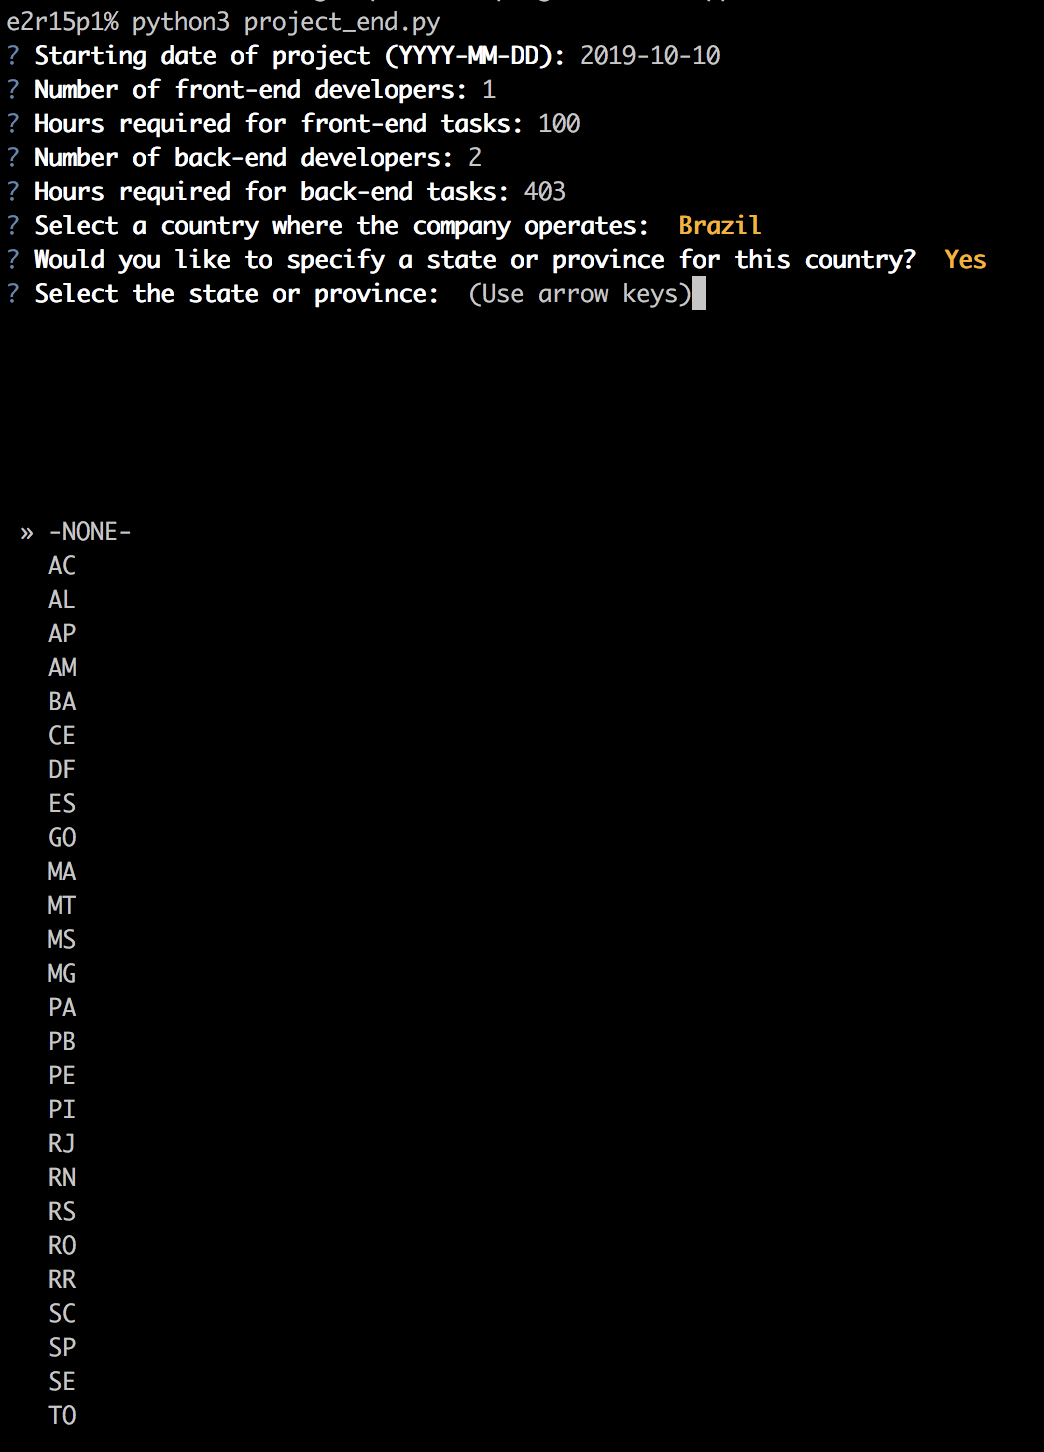 e2r15p1% python3 project_end.py
? Starting date of project (YYYY-MM-DD): 2019-10-10
? Number of front-end developers: 1
? Hours required for front-end tasks: 100
? Number of back-end developers: 2
? Hours required for back-end tasks: 403
? Select a country where the company operates:  Brazil
? Would you like to specify a state or province for this country?  Yes
? Select the state or province:  (Use arrow keys)
» -NONE-
AC
AL
AP
AM
BA
CE
DF
ES
GO
MA
MT
MS
MG
PA
PB
PE
PI
RJ
RN
RS
RO
RR
SC
SP
SE
TO